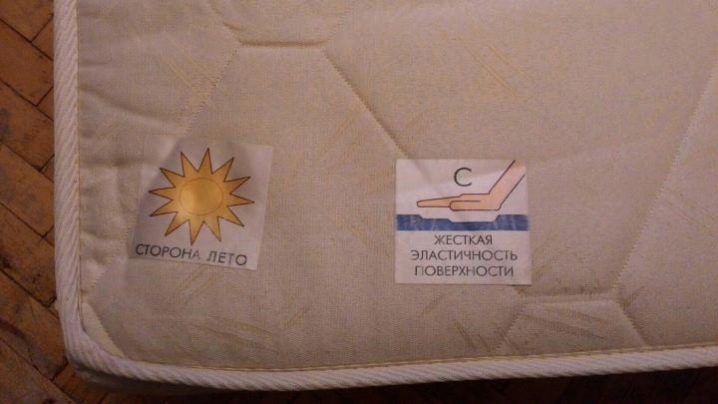 СТОРОНА ЛЕТО
С
ЖЕСТКАЯ
ЭЛАСТИЧНОСТЬ
ПОВЕРХНОСТИ